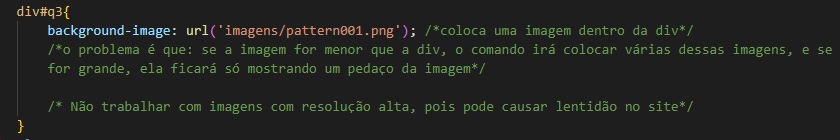 div#q3{
background-image: url('imagens/pattern001.png'); /*coloca uma imagem dentro da div*/
/*o problema é que: se a imagem for menor que a div, o comando irá colocar várias dessas imagens, e se
for grande, ela ficará só mostrando um pedaço da imagem*/
/* Não trabalhar com imagens com resolução alta, pois pode causar lentidão no site*/
}